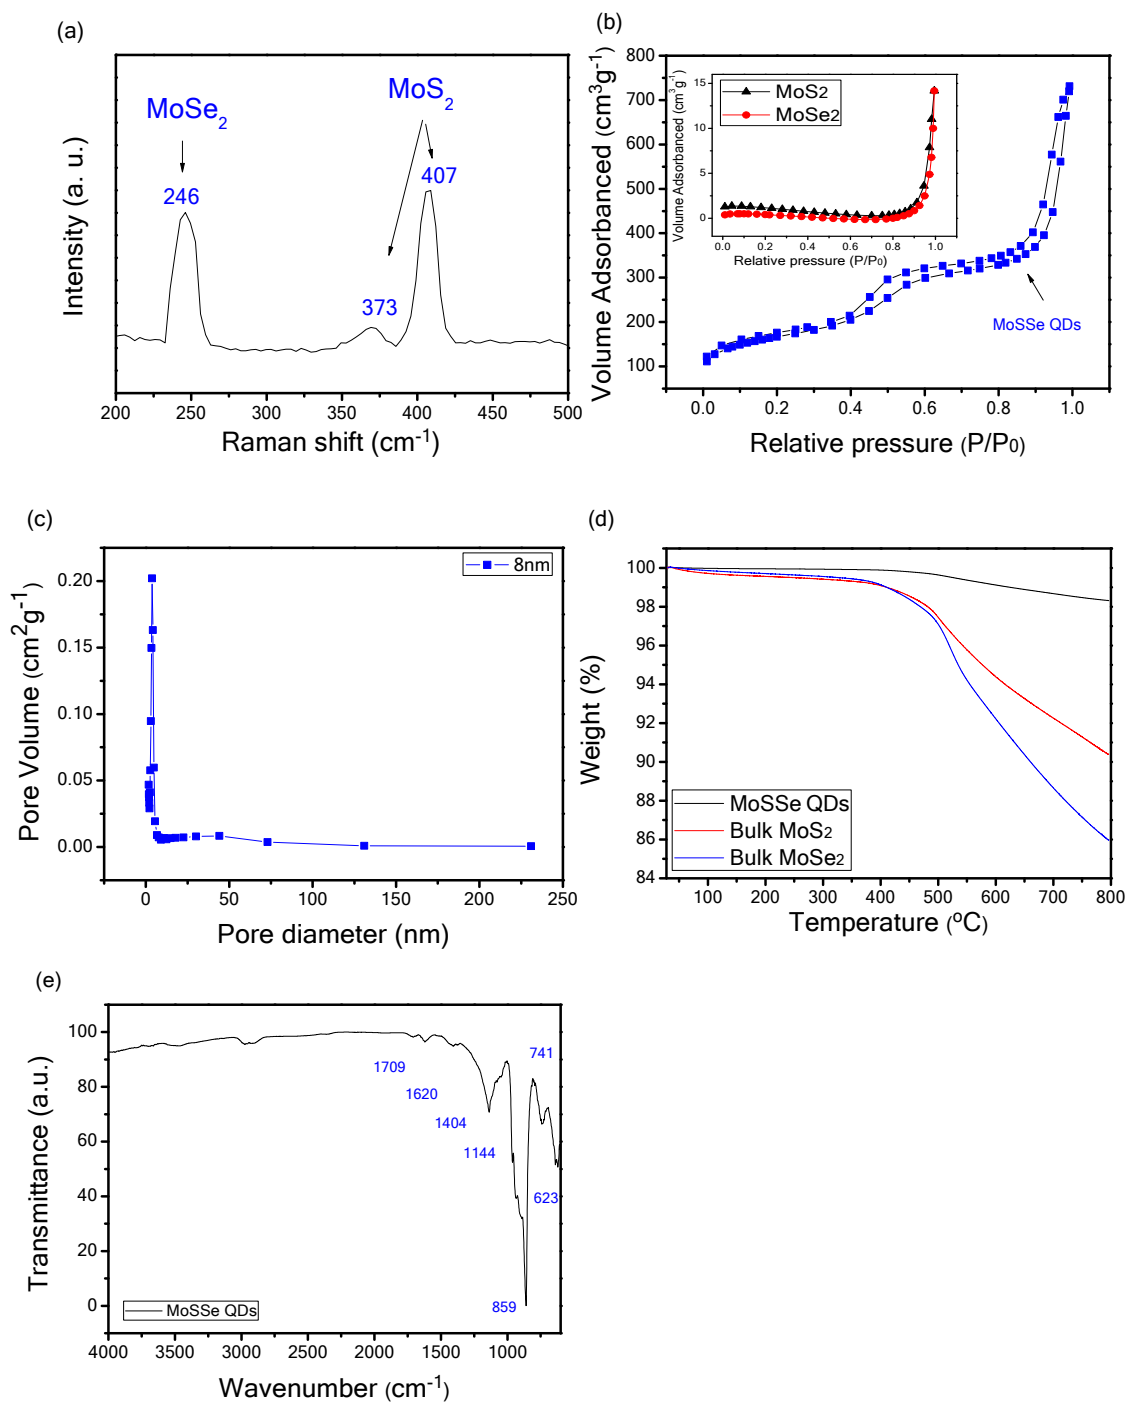 (a)
MoSe2
MoS2
246
407
373
Intensity (a. u.)
200 250 300 350 400 450 500
Raman shift (cm-1)
(b)
Volume Adsorbanced (cm3g-1)
800
700
600
500
400
300
200
100
0.0 0.2 0.4 0.6 0.8 1.0
Relative pressure (P/P0)
MoSSe QDs
Volume Adsorbanced (cm3g-1)
15
10
5
0
MoS2
MoSe2
0.0 0.2 0.4 0.6 0.8 1.0
Relative pressure (P/P0)
(c)
Pore Volume (cm2g-1)
0.20
0.15
0.10
0.05
0.00
8nm
0 50 100 150 200 250
Pore diameter (nm)
(d)
Weight (%)
100
98
96
94
92
90
88
86
84
MoSSe QDs
Bulk MoS2
Bulk MoSe2
100 200 300 400 500 600 700 800
Temperature (ºC)
(e)
Transmittance (a.u.)
100
80
60
40
20
0
741
1709
1620
1404
1144
623
859
MoSSe QDs
4000 3500 3000 2500 2000 1500 1000
Wavenumber (cm-1)